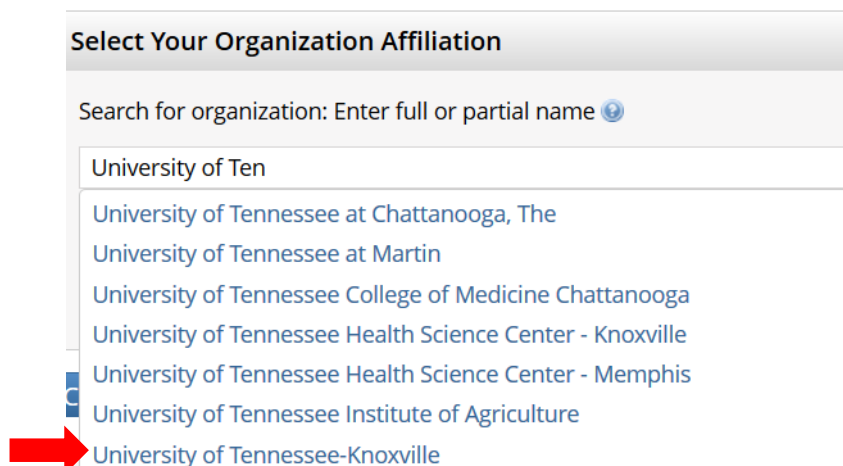 Select Your Organization Affiliation
Search for organization: Enter full or partial name
University of Ten
University of Tennessee at Chattanooga, The
University of Tennessee at Martin
University of Tennessee College of Medicine Chattanooga
University of Tennessee Health Science Center - Knoxville
University of Tennessee Health Science Center - Memphis
University of Tennessee Institute of Agriculture
University of Tennessee-Knoxville